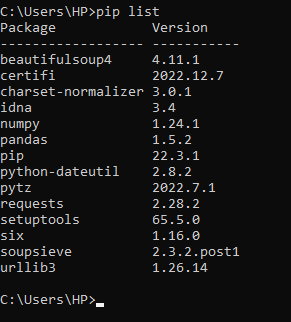 C:\Users\HP>pip list
Package            Version
------------------ ------------
beautifulsoup4     4.11.1
certifi            2022.12.7
charset-normalizer 3.0.1
idna               3.4
numpy              1.24.1
pandas             1.5.2
pip                22.3.1
python-dateutil    2.8.2
pytz               2022.7.1
requests           2.28.2
setuptools         65.5.0
six                1.16.0
soupsieve          2.3.2.post1
urllib3            1.26.14
C:\Users\HP>